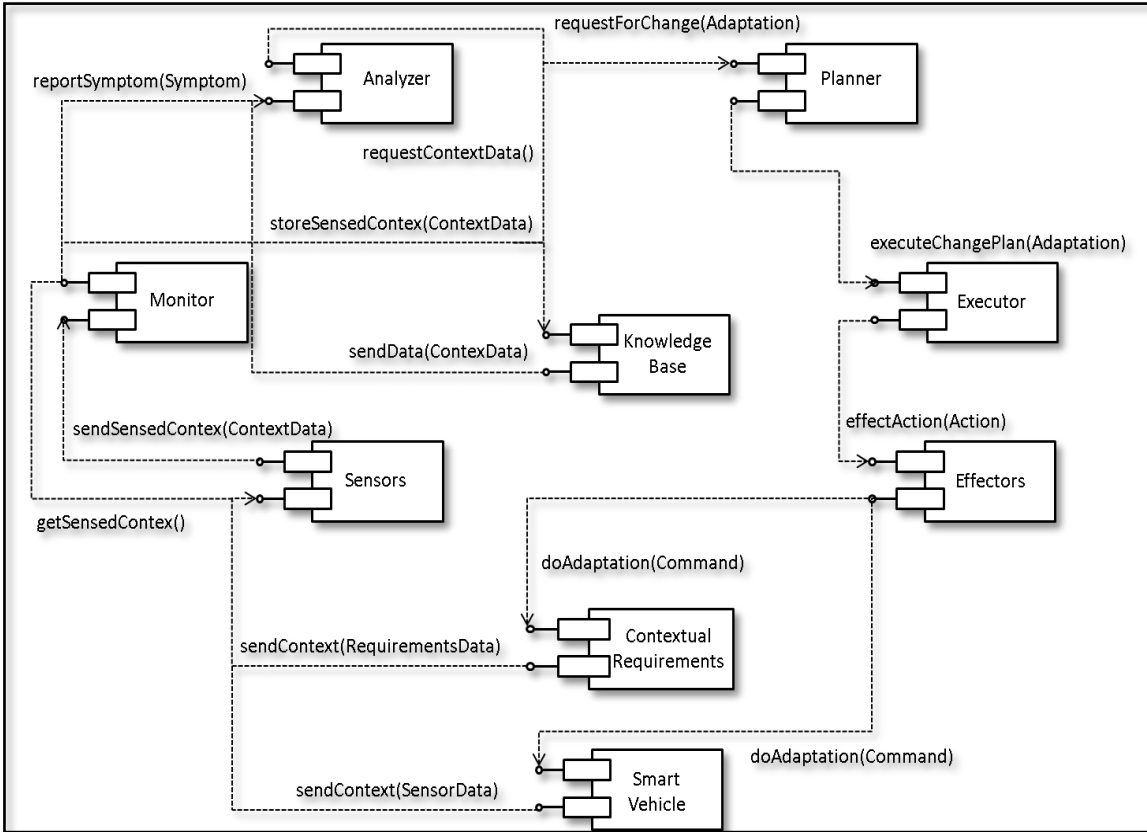 requestForChange(Adaptation)
reportSymptom(Symptom)
Analyzer
Planner
requestContextData()
storeSensedContex(ContextData)
executeChangePlan(Adaptation)
Monitor
Executor
Knowledge
Base
sendData(ContexData)
sendSensedContex(ContextData)
effectAction(Action)
Sensors
Effectors
getSensedContex()
doAdaptation(Command)
Contextual
Requirements
sendContext(RequirementsData)
doAdaptation(Command)
Smart
Vehicle
sendContext(SensorData)